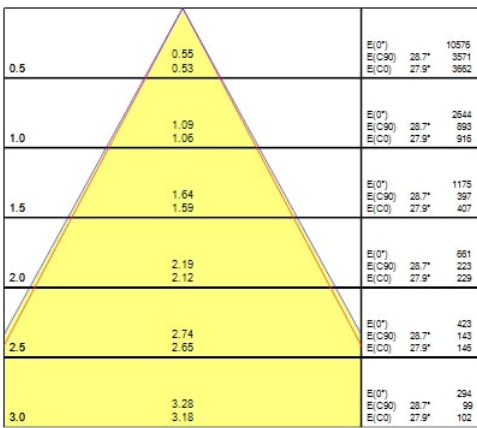 0.55 E(0°) 10576
0.53 E(C90) 28.7° 3571
0.5 E(C0) 27.9° 3662
1.09 E(0°) 2644
1.06 E(C90) 28.7° 893
1.0 E(C0) 27.9° 916
1.64 E(0°) 1175
1.59 E(C90) 28.7° 397
1.5 E(C0) 27.9° 407
2.19 E(0°) 661
2.12 E(C90) 28.7° 223
2.0 E(C0) 27.9° 229
2.74 E(0°) 423
2.65 E(C90) 28.7° 143
2.5 E(C0) 27.9° 146
3.28 E(0°) 294
3.18 E(C90) 28.7° 99
3.0 E(C0) 27.9° 102